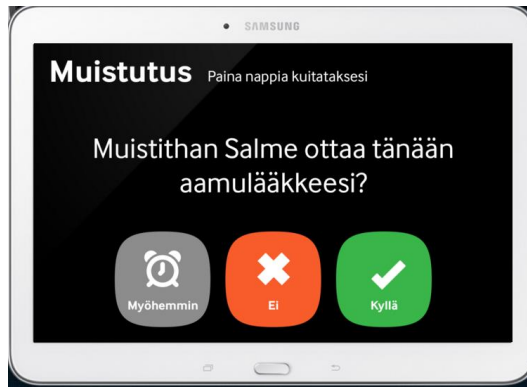 SAMSUNG
Muistutus Paina nappia kuitataksesi
Muistithan Salme ottaa tänään
aamulääkkeesi?
Myöhemmin Ei Kyllä